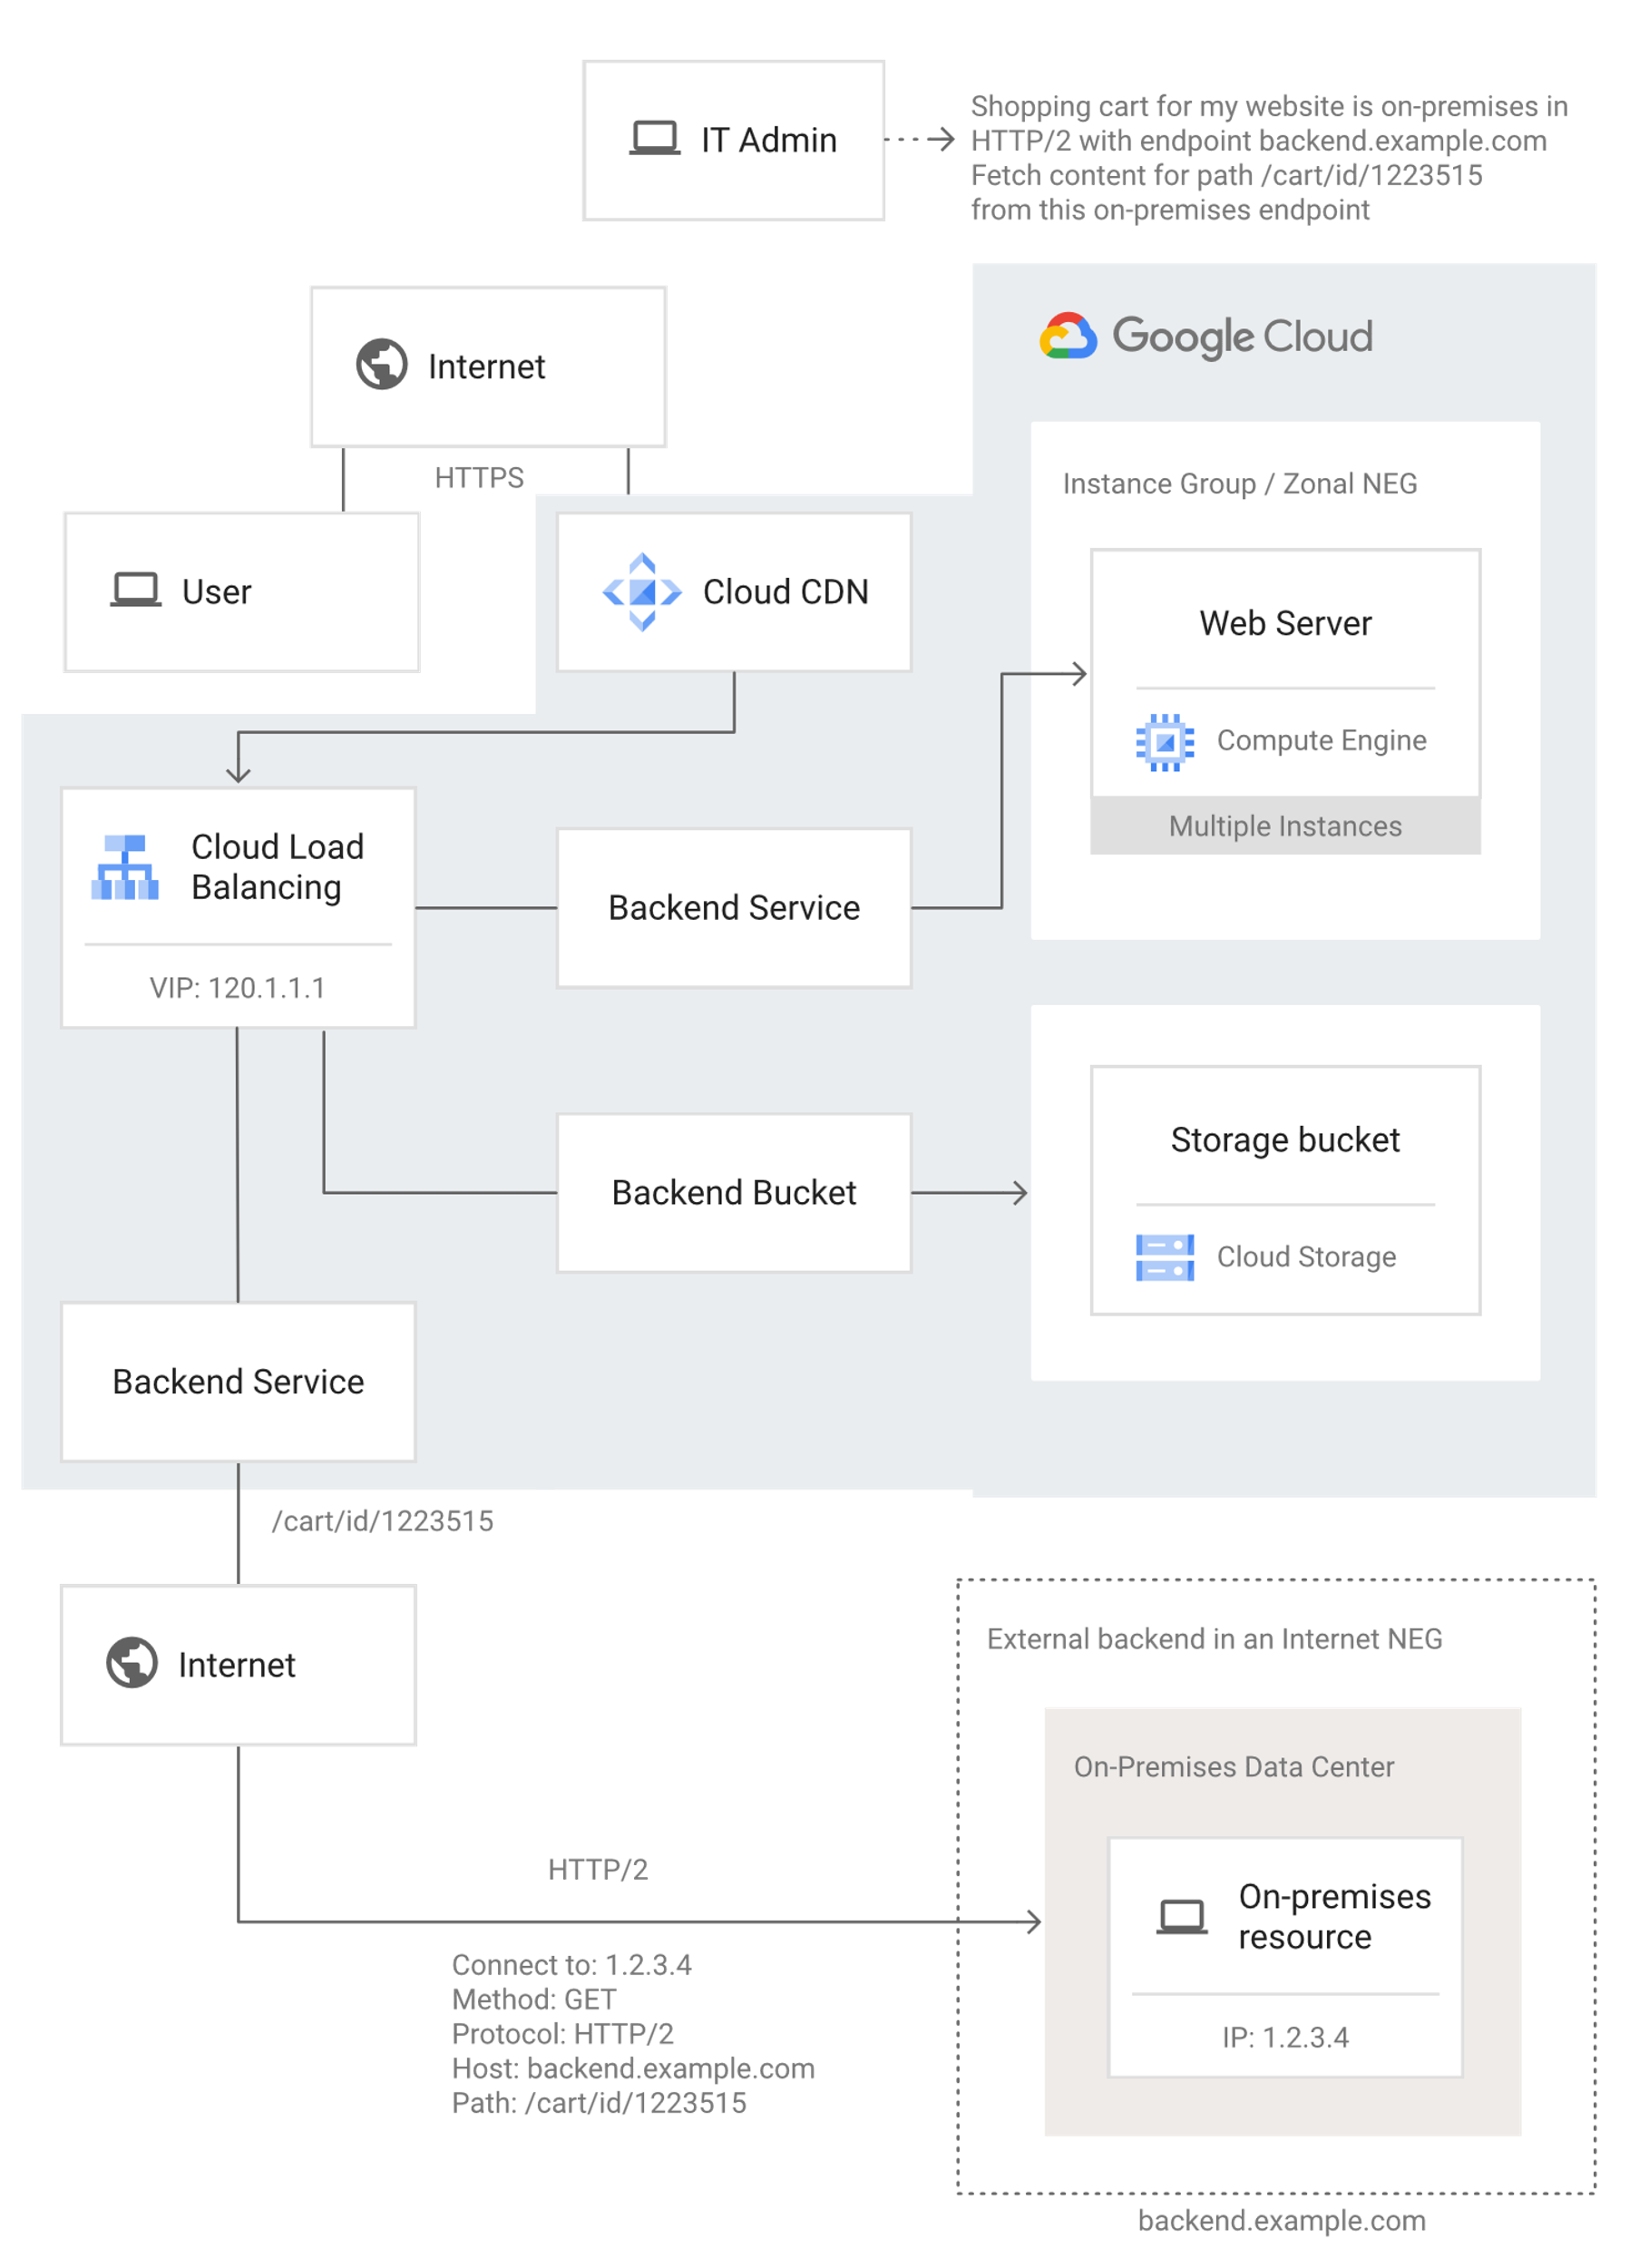 IT Admin
Shopping cart for my website is on-premises in
HTTP/2 with endpoint backend.example.com
Fetch content for path /cart/id/1223515
from this on-premises endpoint
Google Cloud
Internet
HTTPS
Instance Group / Zonal NEG
User
Cloud CDN
Web Server
Compute Engine
Multiple Instances
Cloud Load
Balancing
VIP: 120.1.1.1
Backend Service
Backend Bucket
Storage bucket
Cloud Storage
Backend Service
/cart/id/1223515
Internet
External backend in an Internet NEG
On-Premises Data Center
HTTP/2
On-premises
resource
IP: 1.2.3.4
Connect to: 1.2.3.4
Method: GET
Protocol: HTTP/2
Host: backend.example.com
Path: /cart/id/1223515
backend.example.com